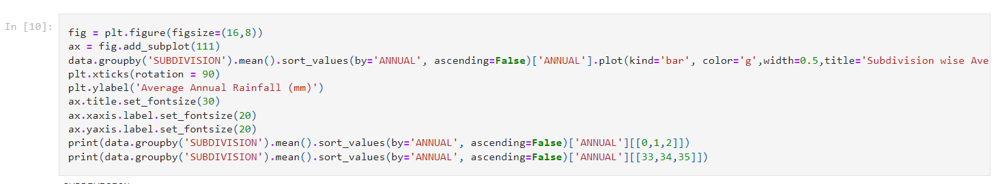 In [10]:
fig = plt.figure(figsize=(16,8))
ax = fig.add_subplot(111)
data.groupby('SUBDIVISION').mean().sort_values(by='ANNUAL', ascending=False)['ANNUAL'].plot(kind='bar', color='g',width=0.5,title='Subdivision wise Ave
plt.xticks(rotation = 90)
plt.ylabel('Average Annual Rainfall (mm)')
ax.title.set_fontsize(30)
ax.xaxis.label.set_fontsize(20)
ax.yaxis.label.set_fontsize(20)
print(data.groupby('SUBDIVISION').mean().sort_values(by='ANNUAL', ascending=False)['ANNUAL'][[0,1,2]])
print(data.groupby('SUBDIVISION').mean().sort_values(by='ANNUAL', ascending=False)['ANNUAL'][[33,34,35]])